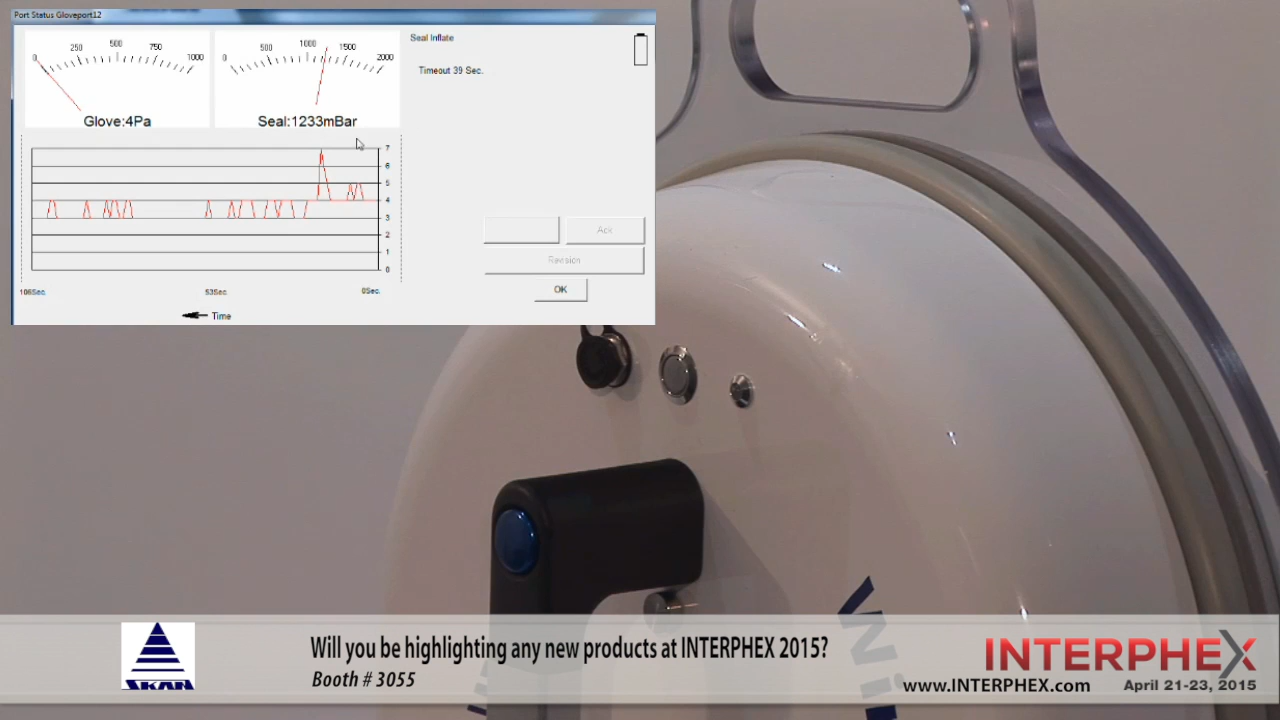 Port Status Gloveport12
0 250 500 750 1000
Glove:4Pa
0 500 1000 1500 2000
Seal:1233mBar
Seal Inflate
Timeout 39 Sec.
7
6
5
4
3
2
1
0
106Sec. 53Sec. 0Sec.
Time
Ack
Revision
OK
Wi
SKAN
Will you be highlighting any new products at INTERPHEX 2015?
Booth # 3055
INTERPHEX
www.INTERPHEX.com April 21-23, 2015